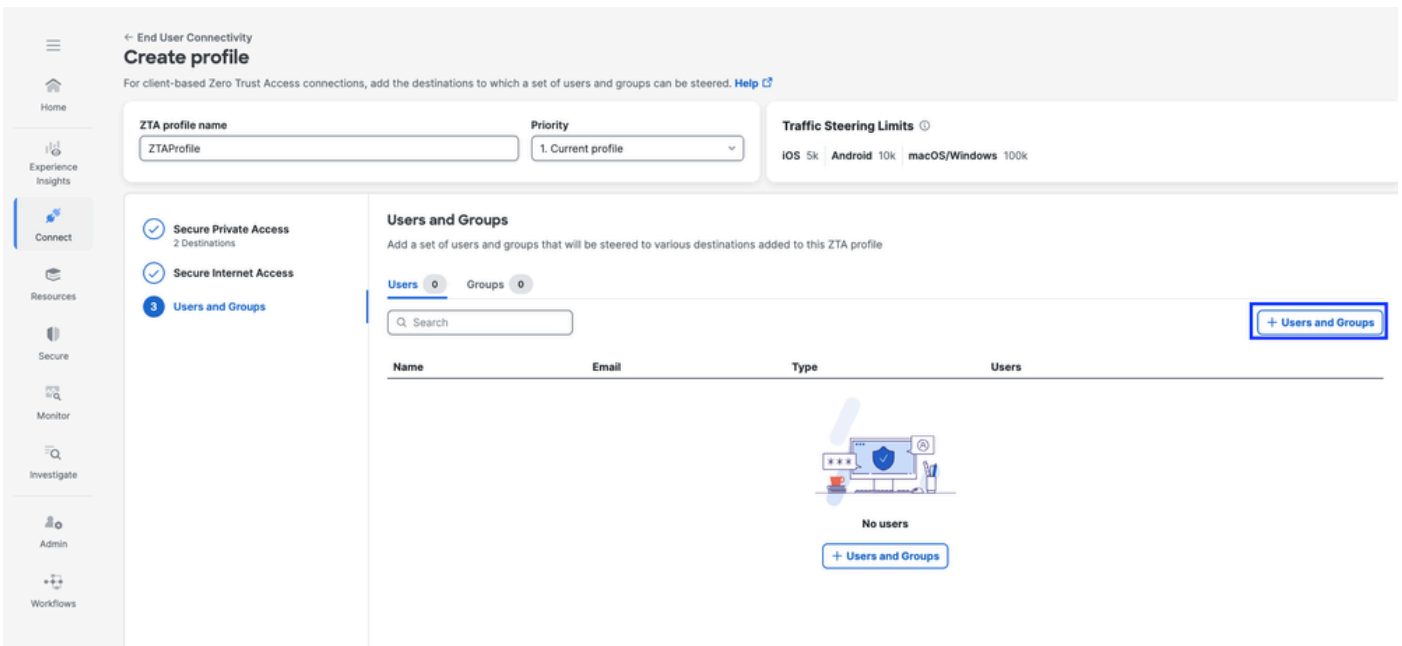 ← End User Connectivity
Create profile
For client-based Zero Trust Access connections, add the destinations to which a set of users and groups can be steered. Help
Home
Experience
Insights
Connect
Resources
Secure
Monitor
Investigate
Admin
Workflows
ZTA profile name
ZTAProfile
Priority
1. Current profile
Traffic Steering Limits
iOS 5k Android 10k macOS/Windows 100k
Secure Private Access
2 Destinations
Secure Internet Access
3 Users and Groups
Users and Groups
Add a set of users and groups that will be steered to various destinations added to this ZTA profile
Users 0 Groups 0
Search
+ Users and Groups
Name Email Type Users
***
No users
+ Users and Groups